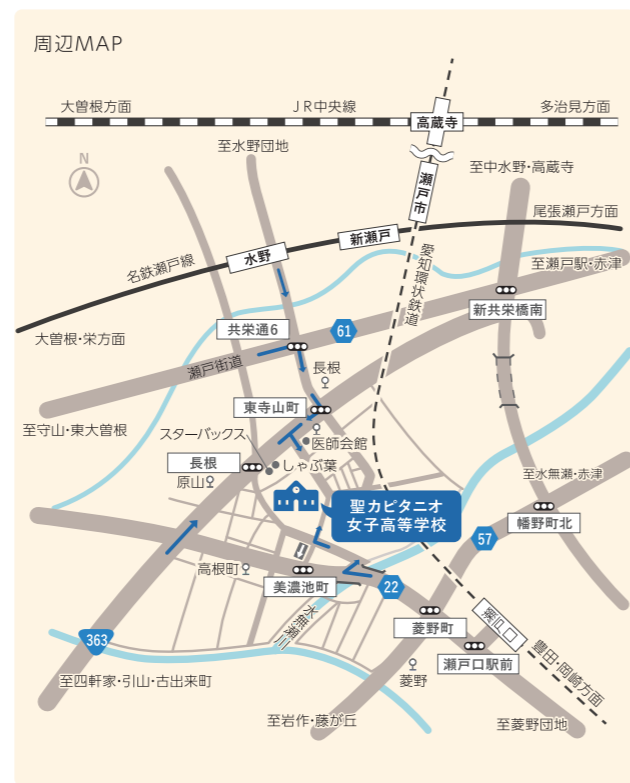 周辺MAP
大曽根方面
JR中央線
多治見方面
高蔵寺
至水野団地
N
至中水野・高蔵寺
瀬戸市
尾張瀬戸方面
新瀬戸
水野
名鉄瀬戸線
愛知環状鉄道
至瀬戸駅・赤津
新共栄橋南
大曽根・栄方面
共栄通6
61
瀬戸街道
長根
東寺山町
至守山・東大曽根
スターバックス
医師会館
長根
しゃぶ葉
原山
至水無瀬・赤津
聖カピタニオ
女子高等学校
幡野町北
57
高根町
美濃池町
22
水無瀬川
菱野町
瀬戸口
363
瀬戸口駅前
豊田・岡崎方面
至四軒家・引山・古出来町
菱野
至岩作・藤が丘
至菱野団地